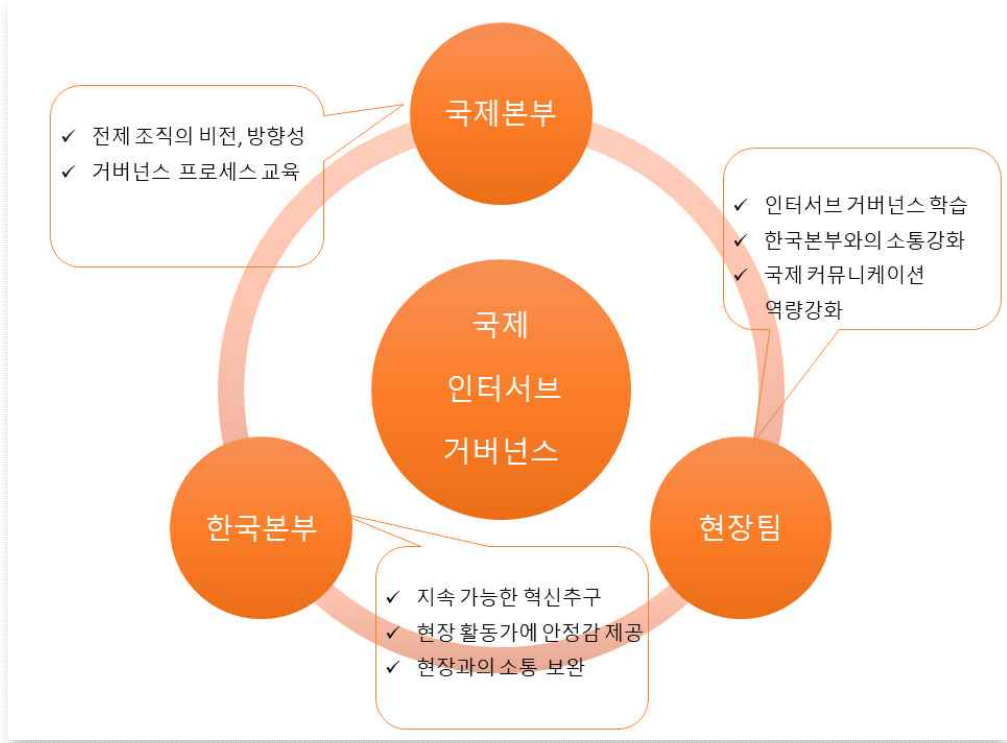 국제본부
✓ 전제 조직의 비전, 방향성
✓ 거버넌스 프로세스 교육
✓ 인터서브 거버넌스 학습
✓ 한국본부와의 소통강화
✓ 국제 커뮤니케이션
역량강화
국제
인터서브
거버넌스
한국본부
현장팀
✓ 지속 가능한 혁신추구
✓ 현장 활동가에 안정감 제공
✓ 현장과의 소통 보완